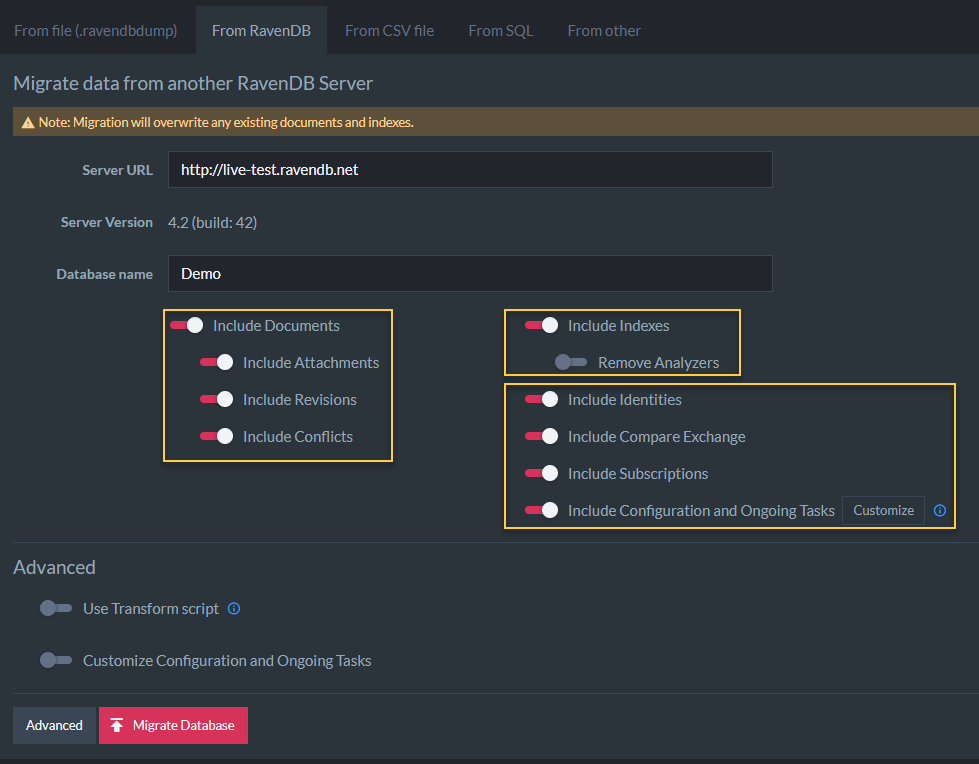 From file (.ravendbdump) From RavenDB From CSV file From SQL From other
Migrate data from another RavenDB Server
Note: Migration will overwrite any existing documents and indexes.
Server URL http://live-test.ravendb.net
Server Version 4.2 (build: 42)
Database name Demo
Include Documents
Include Attachments
Include Revisions
Include Conflicts
Include Indexes
Remove Analyzers
Include Identities
Include Compare Exchange
Include Subscriptions
Include Configuration and Ongoing Tasks Customize
Advanced
Use Transform script
Customize Configuration and Ongoing Tasks
Advanced Migrate Database